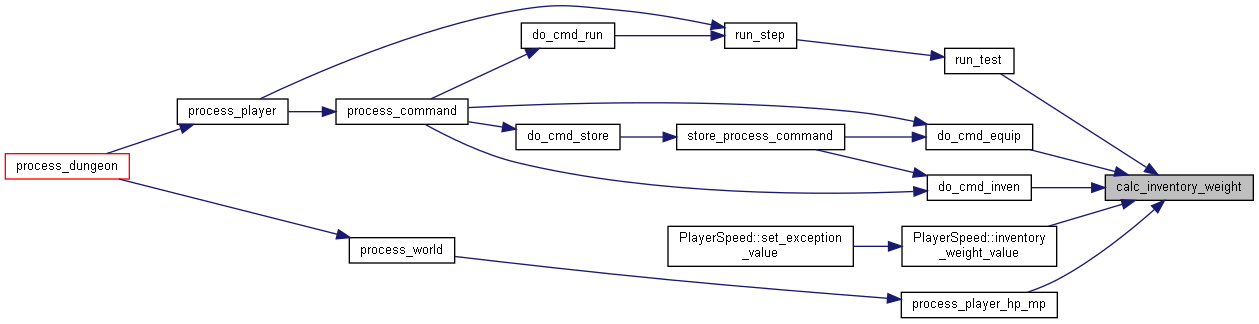 do_cmd_run
run_step
run_test
process_player
process_command
do_cmd_store
store_process_command
do_cmd_equip
process_dungeon
do_cmd_inven
calc_inventory_weight
PlayerSpeed::set_exception
_value
PlayerSpeed::inventory
_weight_value
process_world
process_player_hp_mp